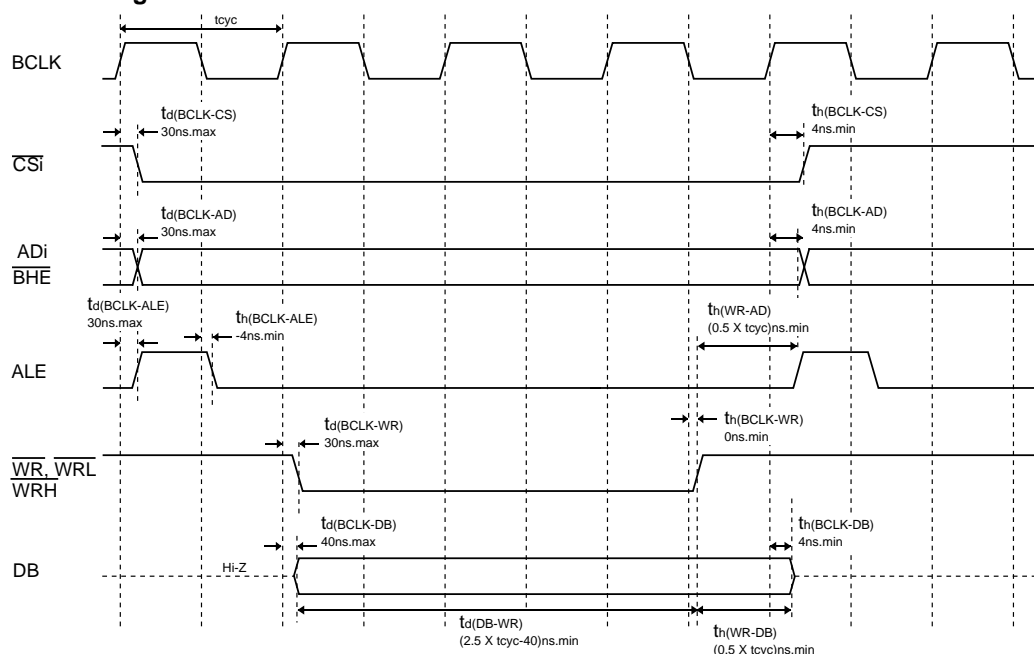 tcyc
BCLK
td(BCLK-CS)
30ns.max
th(BCLK-CS)
4ns.min
CSi
td(BCLK-AD)
30ns.max
th(BCLK-AD)
4ns.min
ADi
BHE
td(BCLK-ALE)
30ns.max
th(BCLK-ALE)
-4ns.min
th(WR-AD)
(0.5 X tcyc)ns.min
ALE
td(BCLK-WR)
30ns.max
th(BCLK-WR)
0ns.min
WR, WRL
WRH
td(BCLK-DB)
40ns.max
th(BCLK-DB)
4ns.min
DB
Hi-Z
td(DB-WR)
(2.5 X tcyc-40)ns.min
th(WR-DB)
(0.5 X tcyc)ns.min